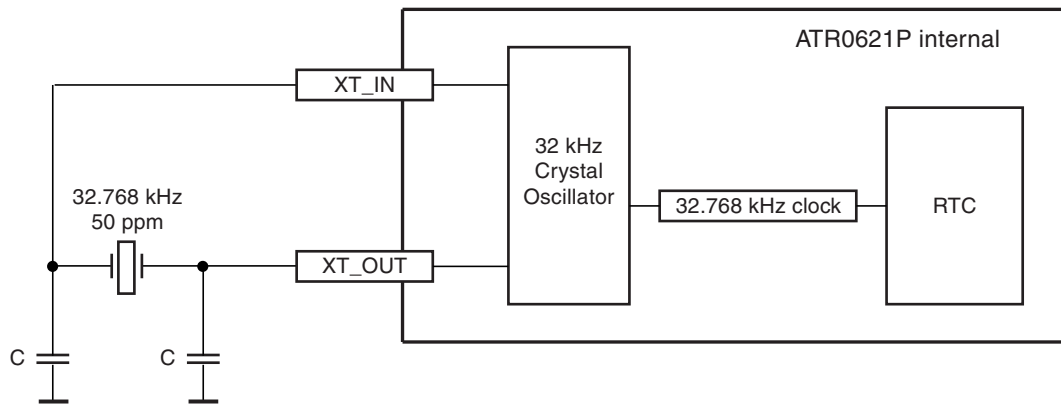 ATR0621P internal
XT_IN
32 kHz
Crystal
Oscillator
32.768 kHz clock
RTC
32.768 kHz
50 ppm
XT_OUT
C
C